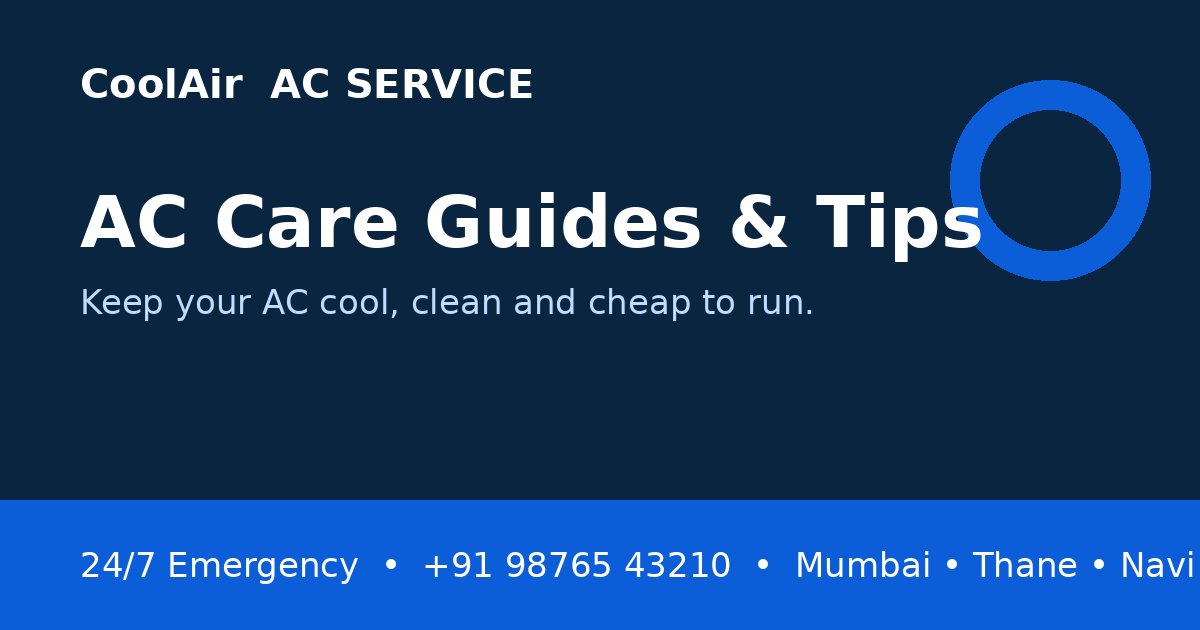 CoolAir AC SERVICE
AC Care Guides & Tips
Keep your AC cool, clean and cheap to run.
24/7 Emergency • +91 98765 43210 • Mumbai • Thane • Navi